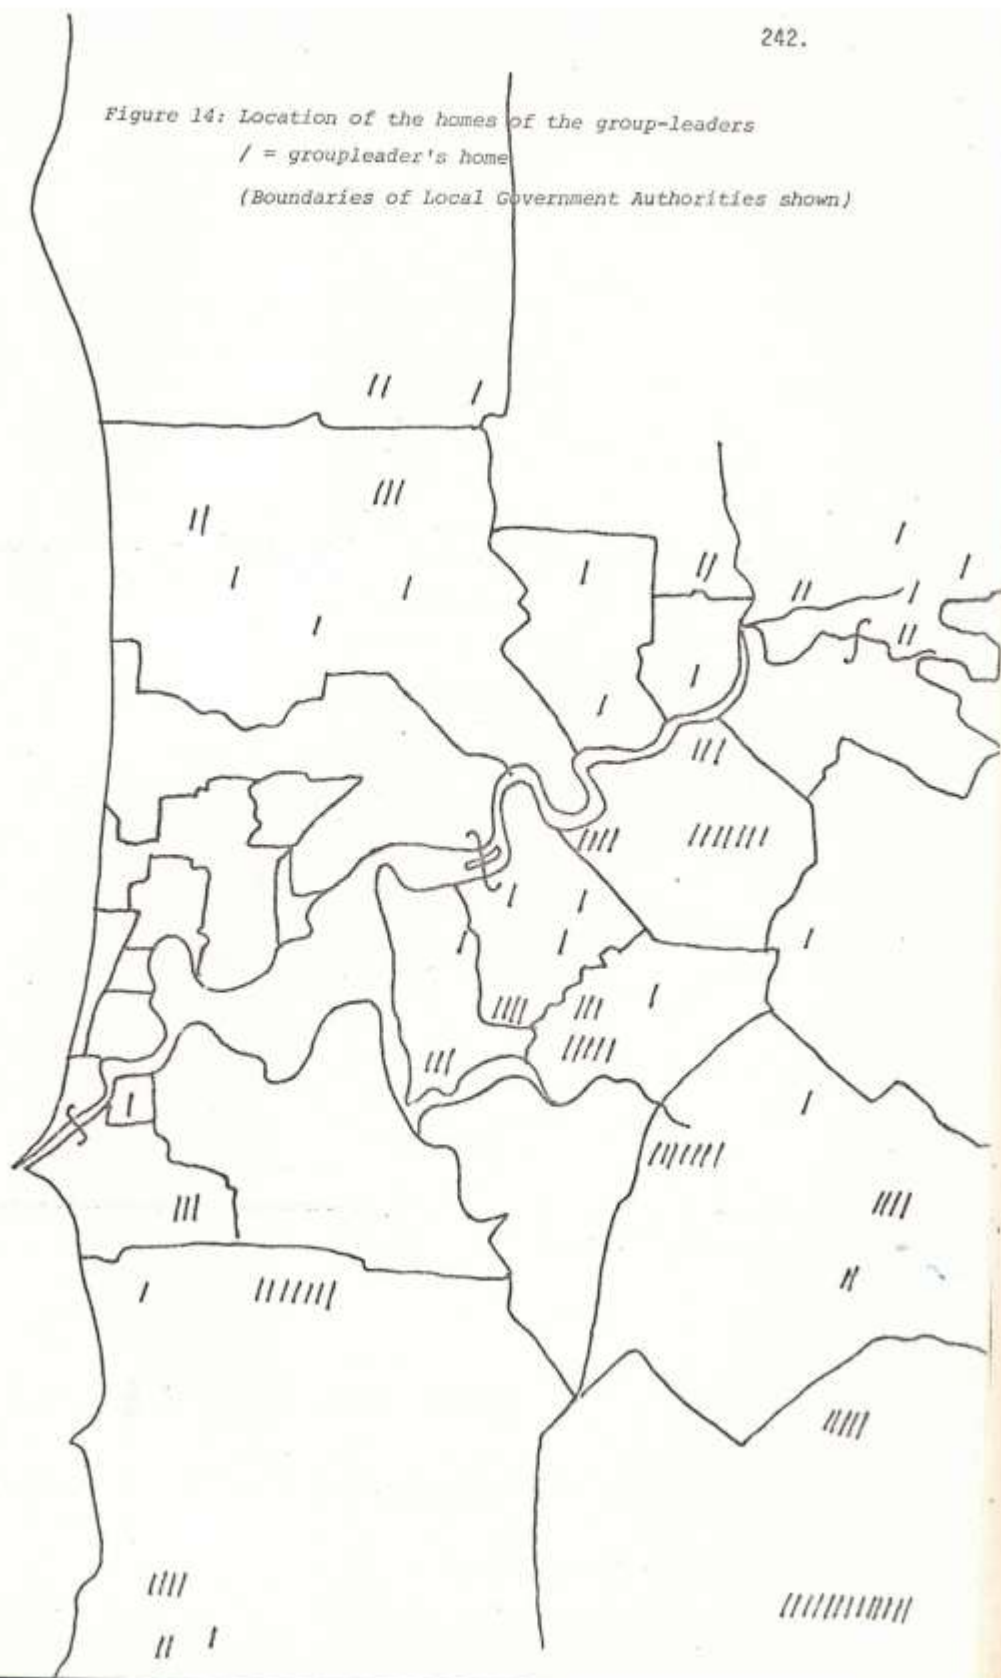 242.
Figure 14: Location of the homes of the group-leaders
/ = groupleader's home
(Boundaries of Local Government Authorities shown)